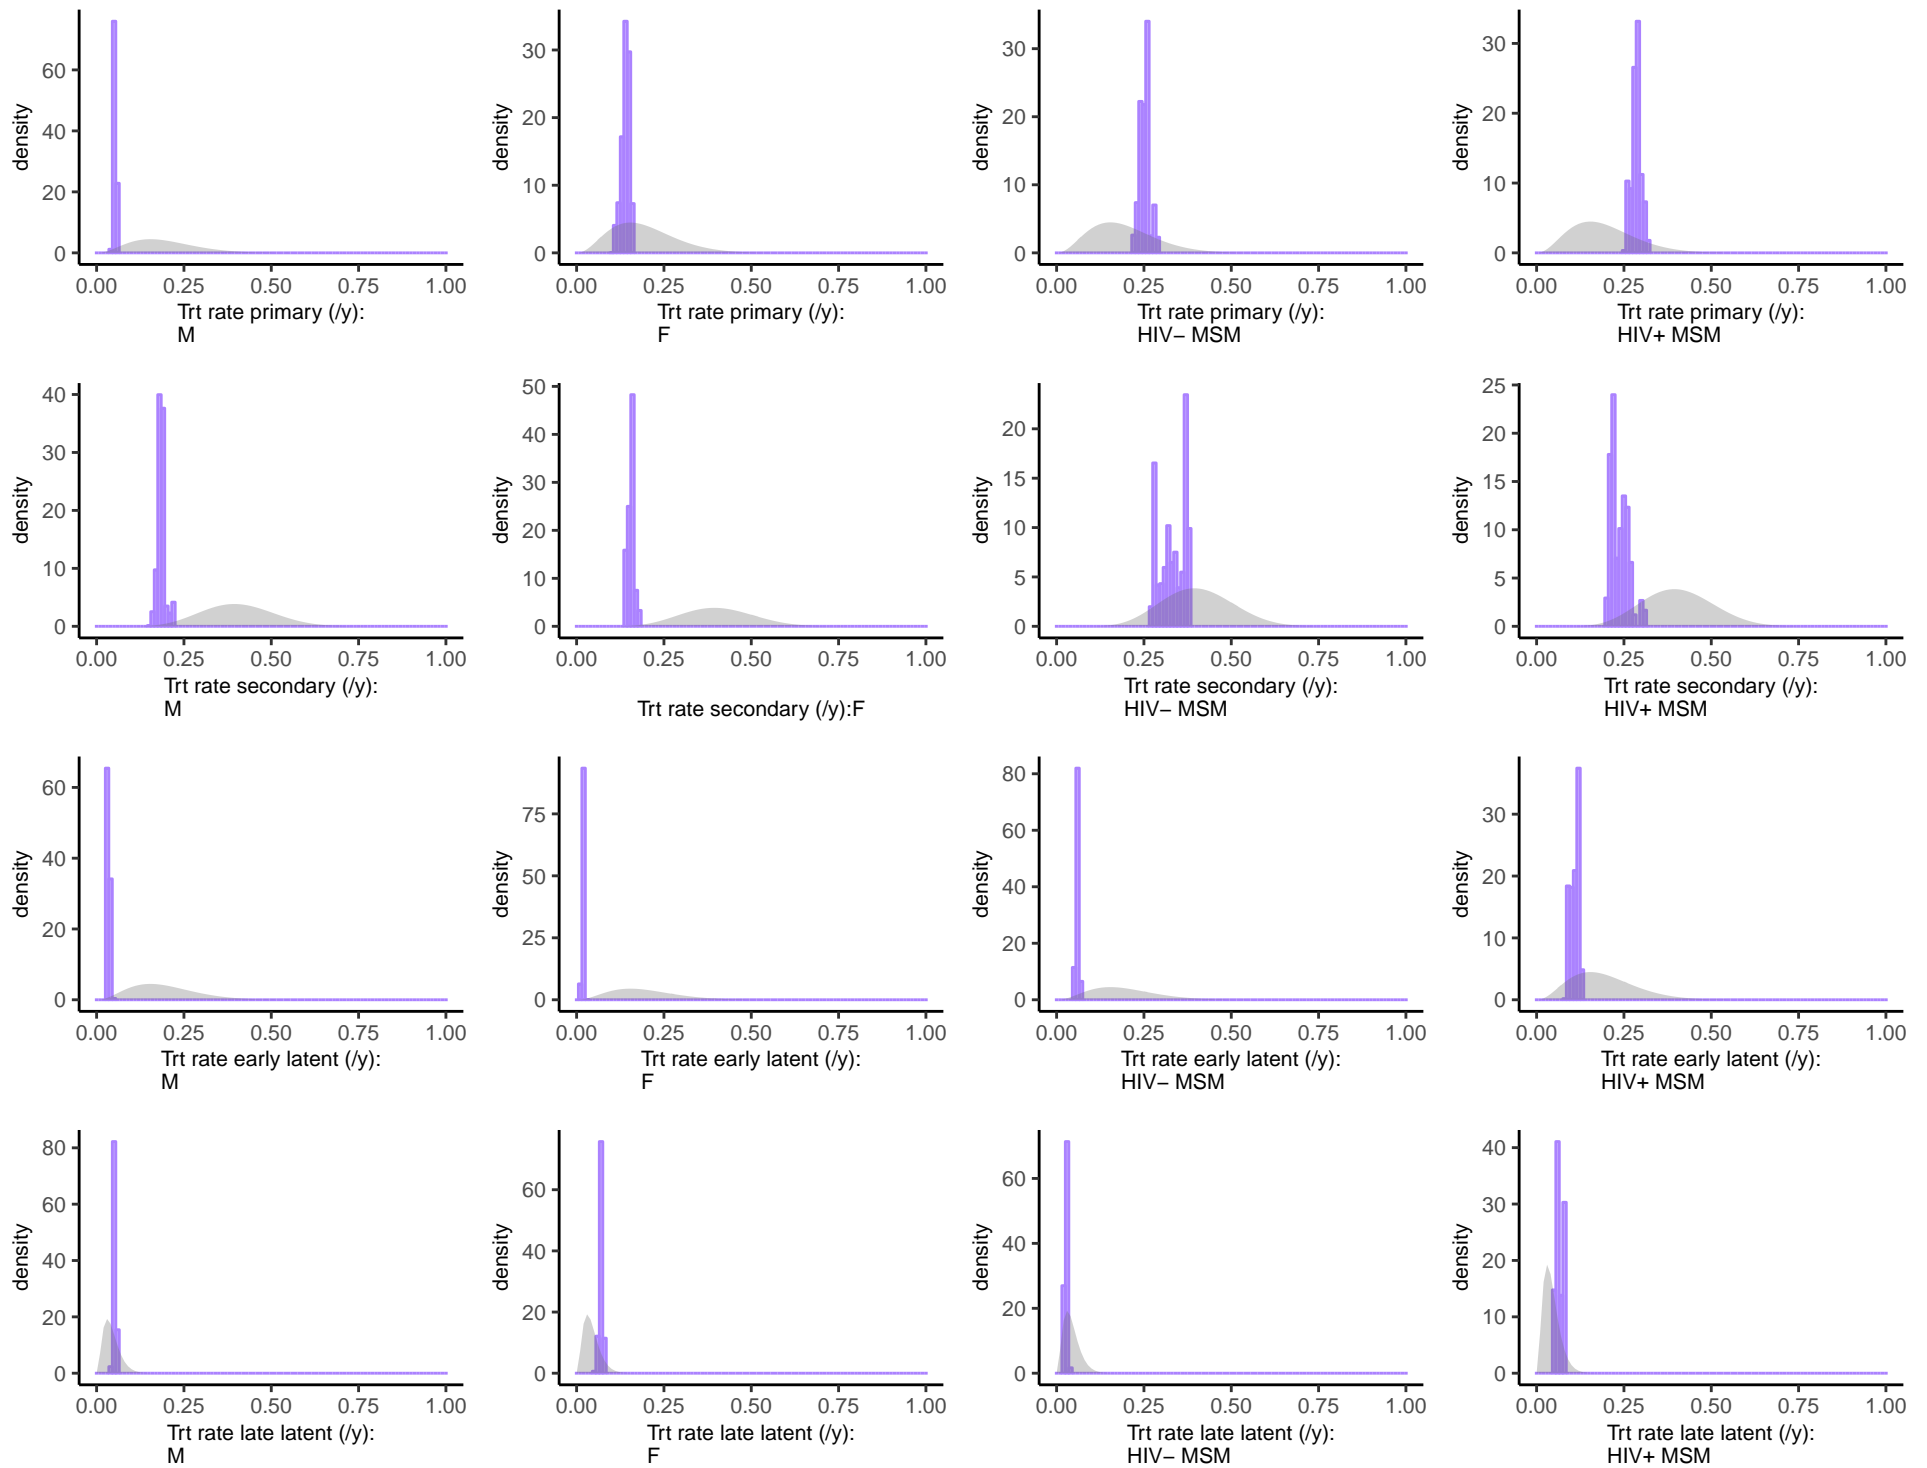 density
60
40
20
0
0.00 0.25 0.50 0.75 1.00
Trt rate primary (/y):
M
density
30
20
10
0
0.00 0.25 0.50 0.75 1.00
Trt rate primary (/y):
F
density
30
20
10
0
0.00 0.25 0.50 0.75 1.00
Trt rate primary (/y):
HIV− MSM
density
30
20
10
0
0.00 0.25 0.50 0.75 1.00
Trt rate primary (/y):
HIV+ MSM
density
40
30
20
10
0
0.00 0.25 0.50 0.75 1.00
Trt rate secondary (/y):
M
density
50
40
30
20
10
0
0.00 0.25 0.50 0.75 1.00
Trt rate secondary (/y):F
density
20
15
10
5
0
0.00 0.25 0.50 0.75 1.00
Trt rate secondary (/y):
HIV− MSM
density
25
20
15
10
5
0
0.00 0.25 0.50 0.75 1.00
Trt rate secondary (/y):
HIV+ MSM
density
60
40
20
0
0.00 0.25 0.50 0.75 1.00
Trt rate early latent (/y):
M
density
75
50
25
0
0.00 0.25 0.50 0.75 1.00
Trt rate early latent (/y):
F
density
80
60
40
20
0
0.00 0.25 0.50 0.75 1.00
Trt rate early latent (/y):
HIV− MSM
density
30
20
10
0
0.00 0.25 0.50 0.75 1.00
Trt rate early latent (/y):
HIV+ MSM
density
80
60
40
20
0
0.00 0.25 0.50 0.75 1.00
Trt rate late latent (/y):
M
density
60
40
20
0
0.00 0.25 0.50 0.75 1.00
Trt rate late latent (/y):
F
density
60
40
20
0
0.00 0.25 0.50 0.75 1.00
Trt rate late latent (/y):
HIV− MSM
density
40
30
20
10
0
0.00 0.25 0.50 0.75 1.00
Trt rate late latent (/y):
HIV+ MSM